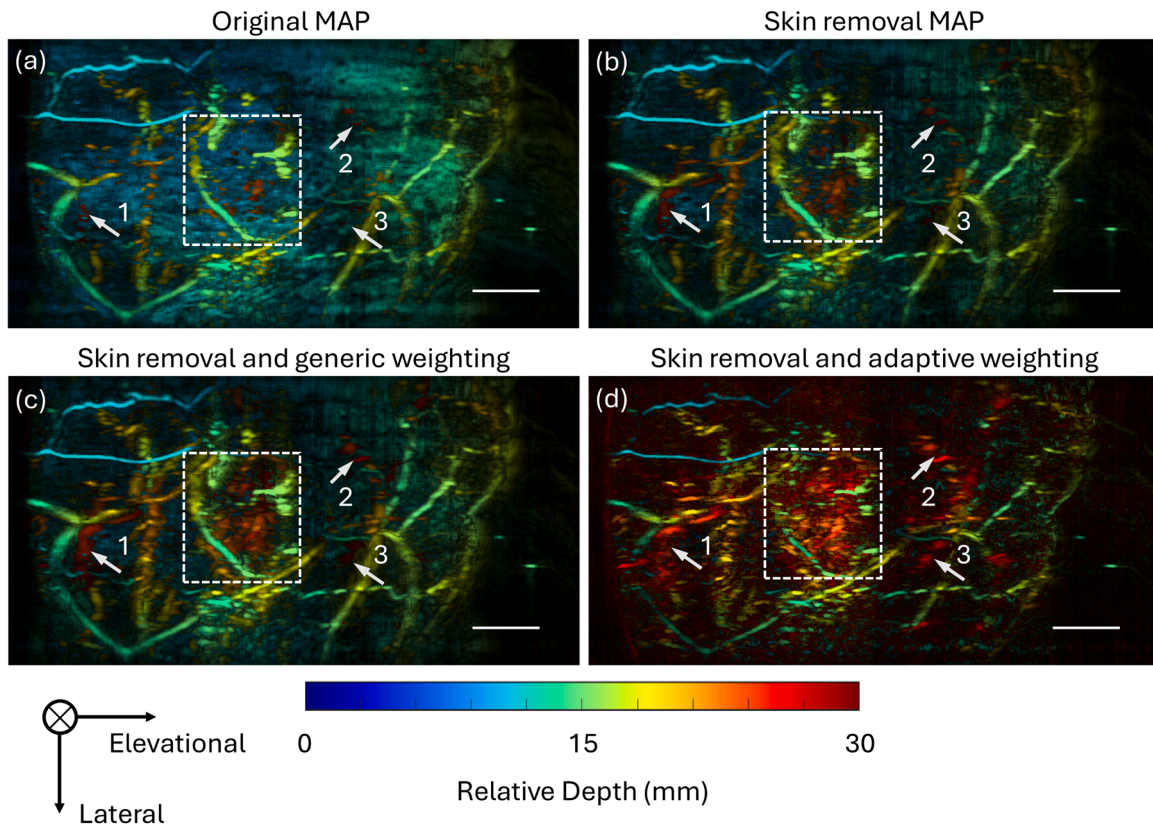 Original MAP
Skin removal MAP
(a)
(b)
2
2
1
3
1
3
Skin removal and generic weighting
Skin removal and adaptive weighting
(c)
(d)
2
2
1
3
1
3
Elevational
Lateral
0
15
30
Relative Depth (mm)